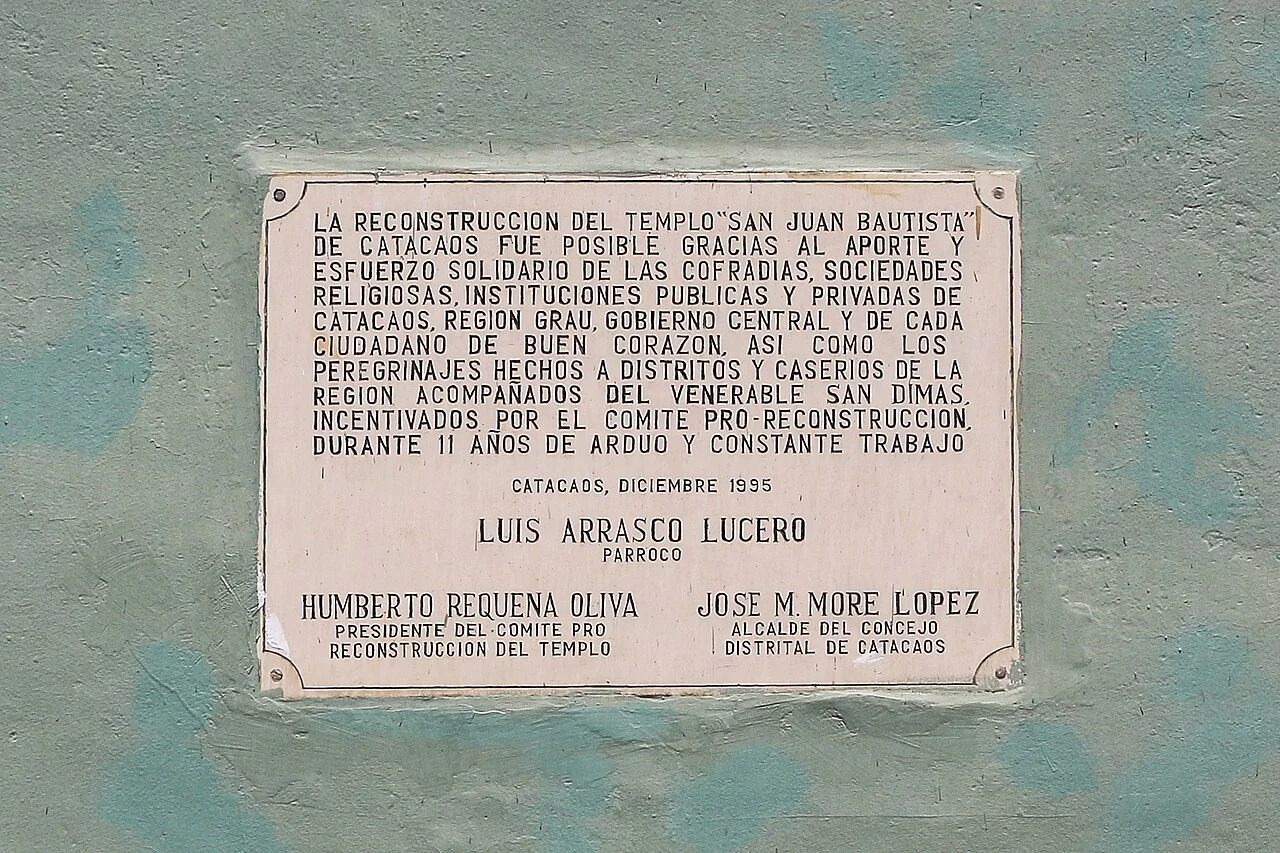 LA RECONSTRUCCION DEL TEMPLO "SAN JUAN BAUTISTA"
DE CATACAOS FUE POSIBLE GRACIAS AL APORTE Y
ESFUERZO SOLIDARIO DE LAS COFRADIAS, SOCIEDADES
RELIGIOSAS, INSTITUCIONES PUBLICAS Y PRIVADAS DE
CATACAOS, REGION GRAU, GOBIERNO CENTRAL Y DE CADA
CIUDADANO DE BUEN CORAZON, ASI COMO LOS
PEREGRINAJES HECHOS A DISTRITOS Y CASERIOS DE LA
REGION ACOMPAÑADOS DEL VENERABLE SAN DIMAS,
INCENTIVADOS POR EL COMITE PRO-RECONSTRUCCION,
DURANTE 11 AÑOS DE ARDUO Y CONSTANTE TRABAJO
CATACAOS, DICIEMBRE 1995
LUIS ARRASCO LUCERO
PARROCO
HUMBERTO REQUENA OLIVA
PRESIDENTE DEL COMITE PRO
RECONSTRUCCION DEL TEMPLO
JOSE M. MORE LOPEZ
ALCALDE DEL CONCEJO
DISTRITAL DE CATACAOS